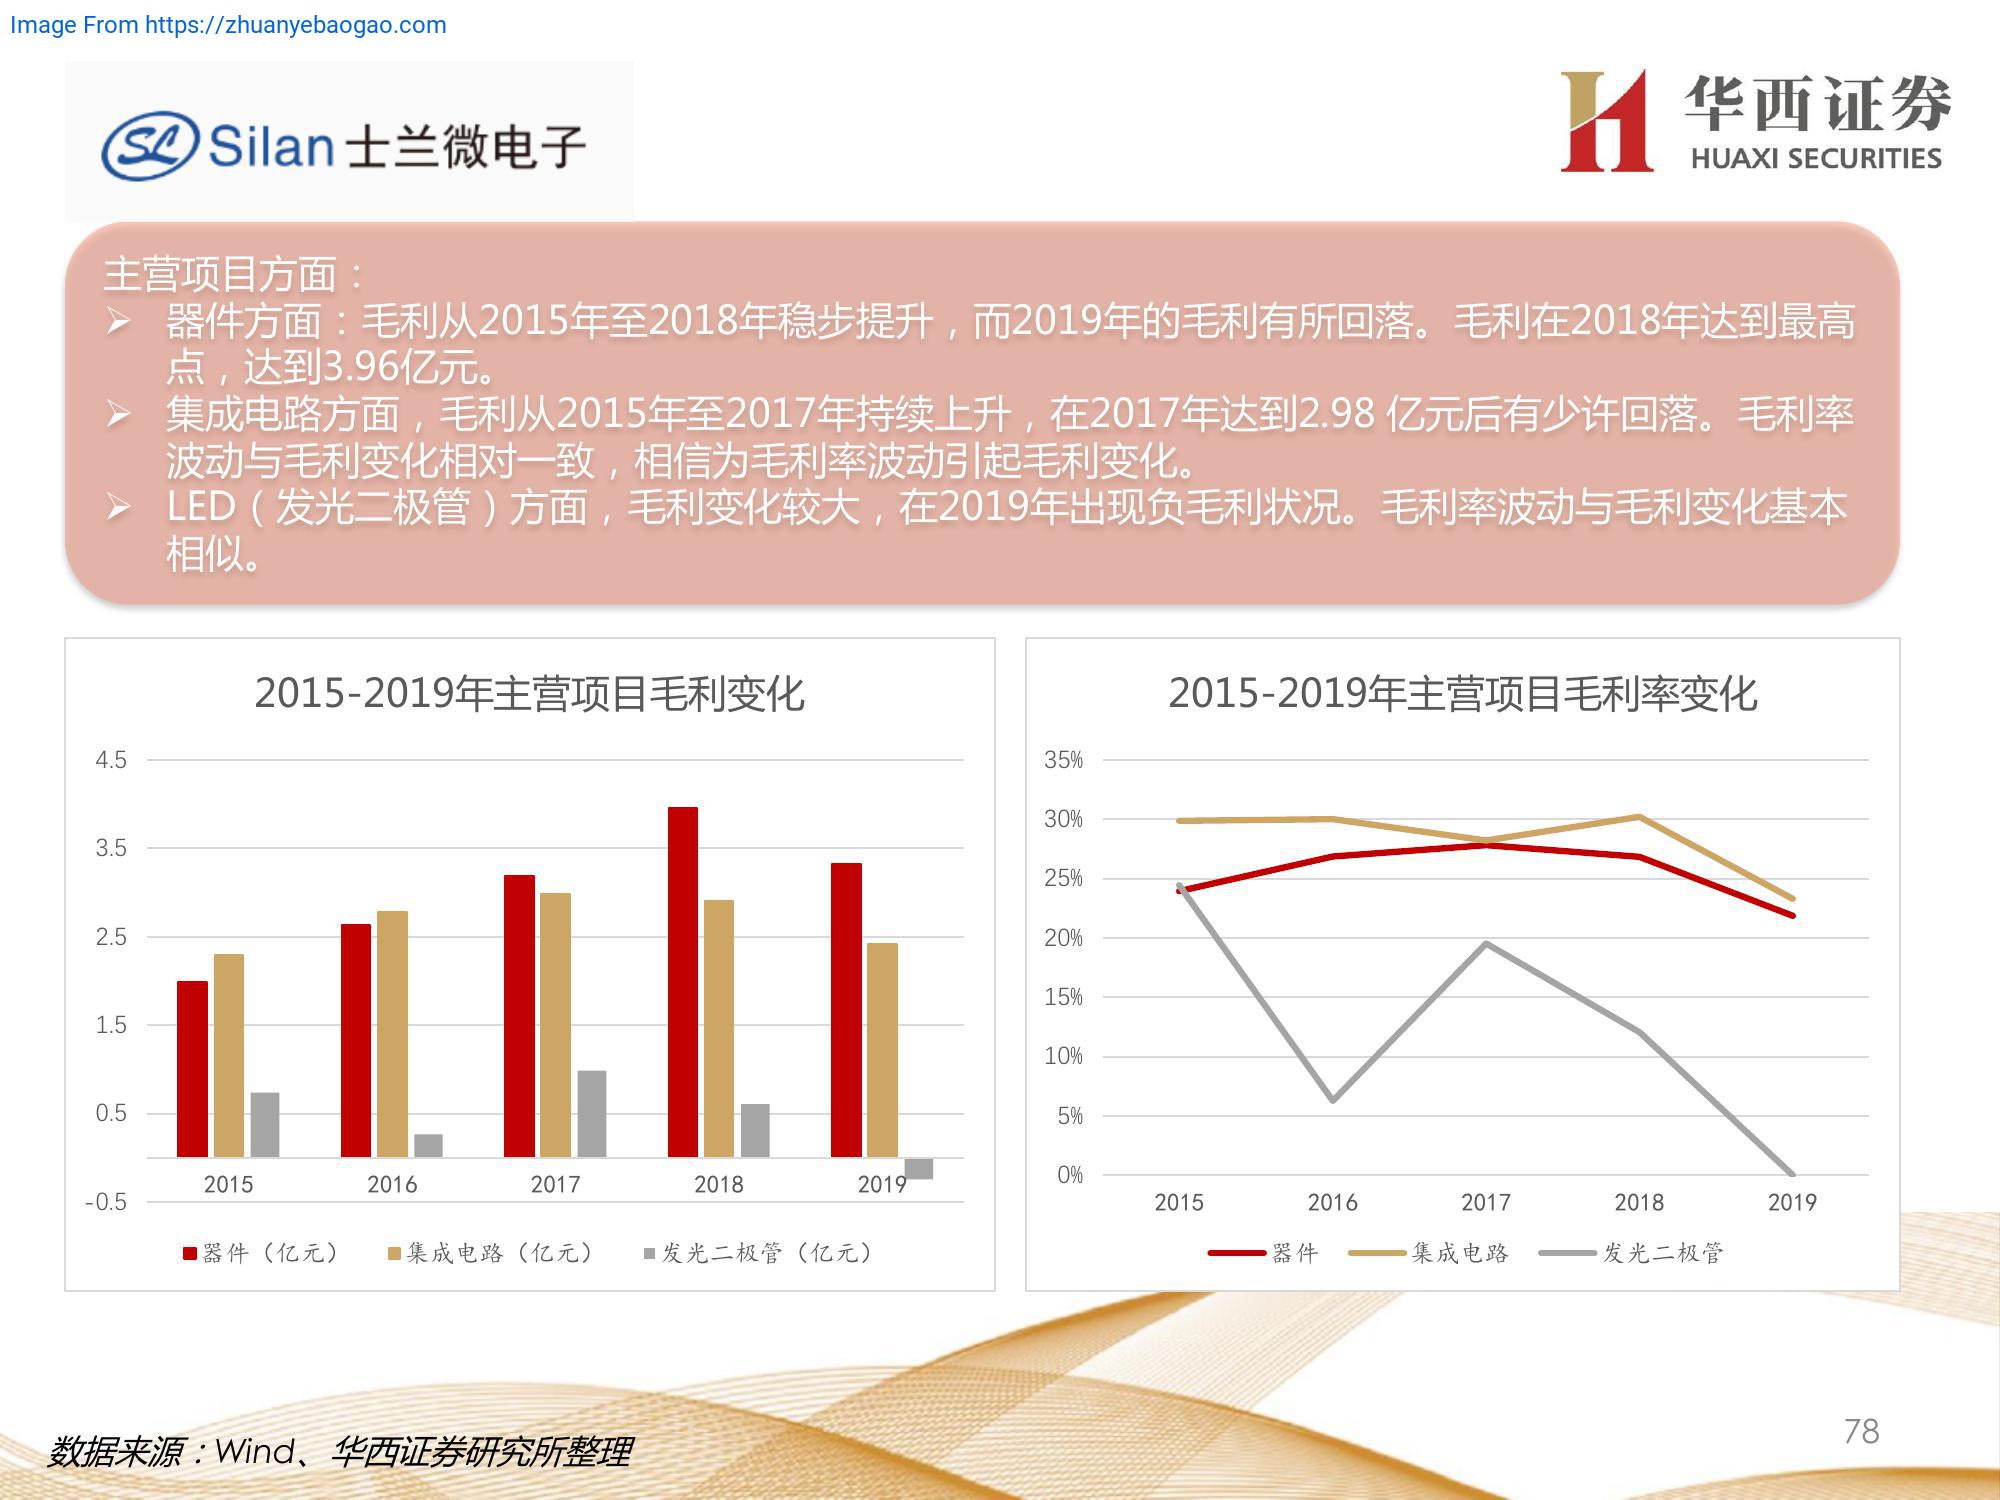 Image From https://zhuanyebaogao.com
SL Silan 士兰微电子
华西证券
HUAXI SECURITIES
主营项目方面：
➢ 器件方面：毛利从2015年至2018年稳步提升，而2019年的毛利有所回落。毛利在2018年达到最高
点，达到3.96亿元。
➢ 集成电路方面，毛利从2015年至2017年持续上升，在2017年达到2.98 亿元后有少许回落。毛利率
波动与毛利变化相对一致，相信为毛利率波动引起毛利变化。
➢ LED（发光二极管）方面，毛利变化较大，在2019年出现负毛利状况。毛利率波动与毛利变化基本
相似。
2015-2019年主营项目毛利变化
4.5
3.5
2.5
1.5
0.5
-0.5
2015 2016 2017 2018 2019
器件（亿元） 集成电路（亿元） 发光二极管（亿元）
2015-2019年主营项目毛利率变化
35%
30%
25%
20%
15%
10%
5%
0%
2015 2016 2017 2018 2019
器件 集成电路 发光二极管
数据来源：Wind、华西证券研究所整理
78